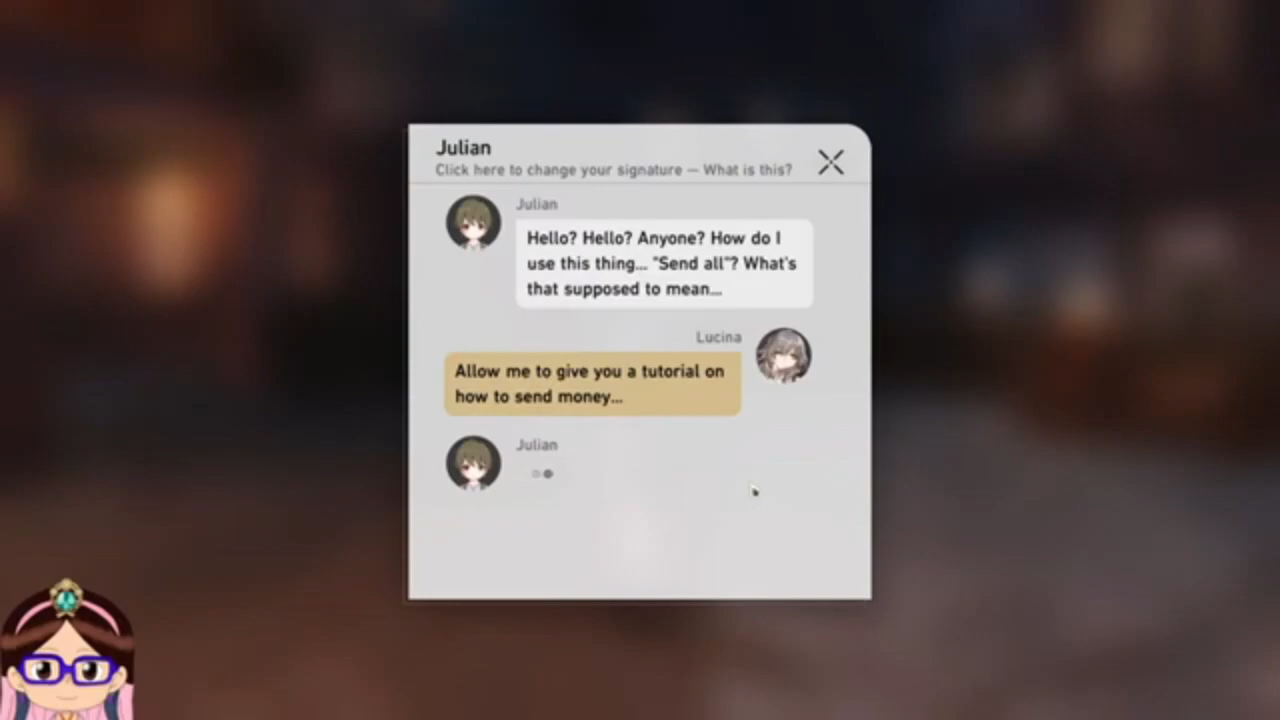 Julian
Click here to change your signature — What is this?
Julian
Hello? Hello? Anyone? How do I
use this thing... "Send all"? What's
that supposed to mean...
Lucina
Allow me to give you a tutorial on
how to send money...
Julian